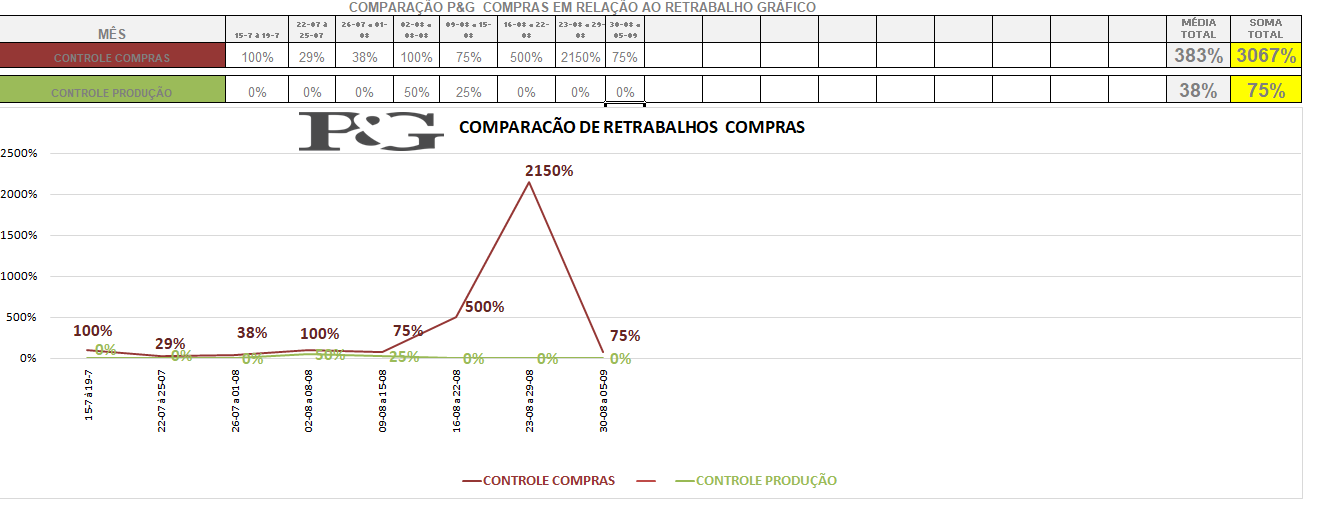 COMPARAÇÃO P&G COMPRAS EM RELAÇÃO AO RETRABALHO GRÁFICO
MÊS 15-7 à 19-7 22-07 à 25-07 26-07 a 01-08 02-08 a 08-08 09-08 a 15-08 16-08 a 22-08 23-08 a 29-08 30-08 a 05-09 MÉDIA TOTAL SOMA TOTAL
CONTROLE COMPRAS 100% 29% 38% 100% 75% 500% 2150% 75% 383% 3067%
CONTROLE PRODUÇÃO 0% 0% 0% 50% 25% 0% 0% 0% 38% 75%
P&G COMPARACÃO DE RETRABALHOS COMPRAS
2500%
2000%
1500%
1000%
500%
0%
100% 29% 38% 100% 75% 500% 2150% 75%
0% 0% 0% 50% 25% 0% 0% 0%
15-7 à 19-7
22-07 à 25-07
26-07 a 01-08
02-08 a 08-08
09-08 a 15-08
16-08 a 22-08
23-08 a 29-08
30-08 a 05-09
CONTROLE COMPRAS CONTROLE PRODUÇÃO